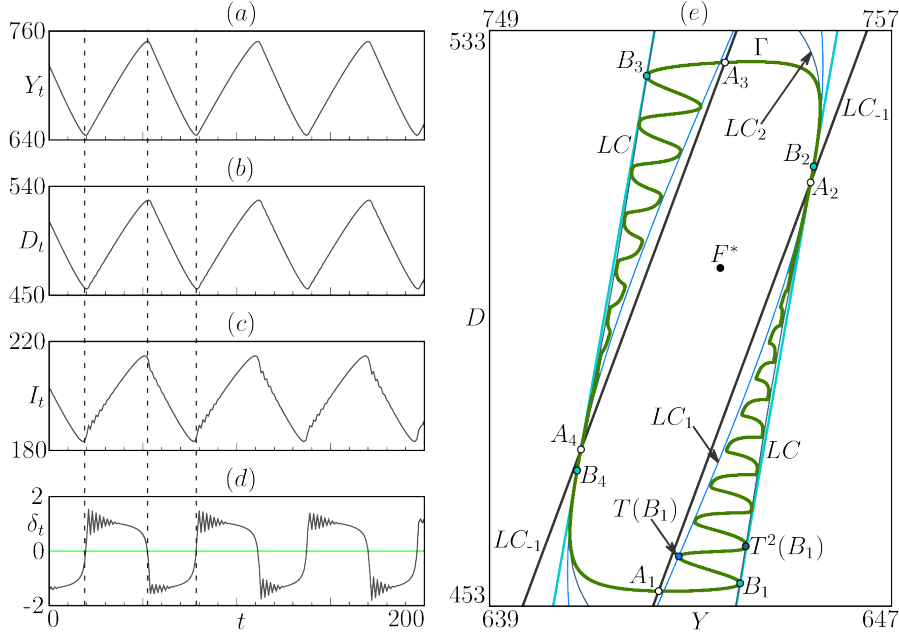 (a)
760
Y_t
640
(b)
540
D_t
450
(c)
220
I_t
180
(d)
2
δ_t
0
-2
0 t 200
749 (e) 757
533
B_3 A_3 Γ
LC_2
LC_-1
LC
B_2
A_2
F*
D
A_4
LC_1
B_4
LC
T(B_1)
LC_-1
T^2(B_1)
A_1
B_1
453
639 Y 647